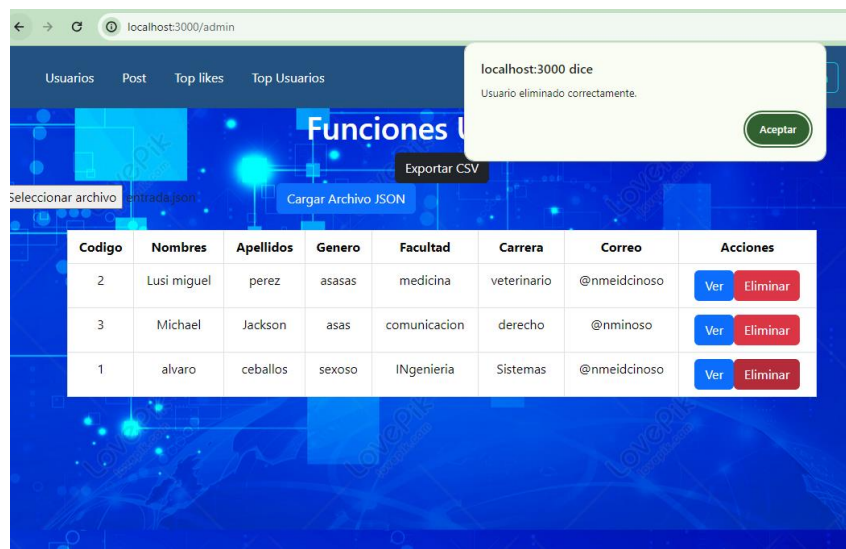 localhost:3000/admin
Usuarios Post Top likes Top Usuarios
localhost:3000 dice
Usuario eliminado correctamente.
Aceptar
Funciones
Exportar CSV
Seleccionar archivo entrada.json
Cargar Archivo JSON
Codigo Nombres Apellidos Genero Facultad Carrera Correo Acciones
2 Lusi miguel perez asasas medicina veterinario @nmeidcinoso Ver Eliminar
3 Michael Jackson asas comunicacion derecho @nminoso Ver Eliminar
1 alvaro ceballos sexoso INgenieria Sistemas @nmeidcinoso Ver Eliminar